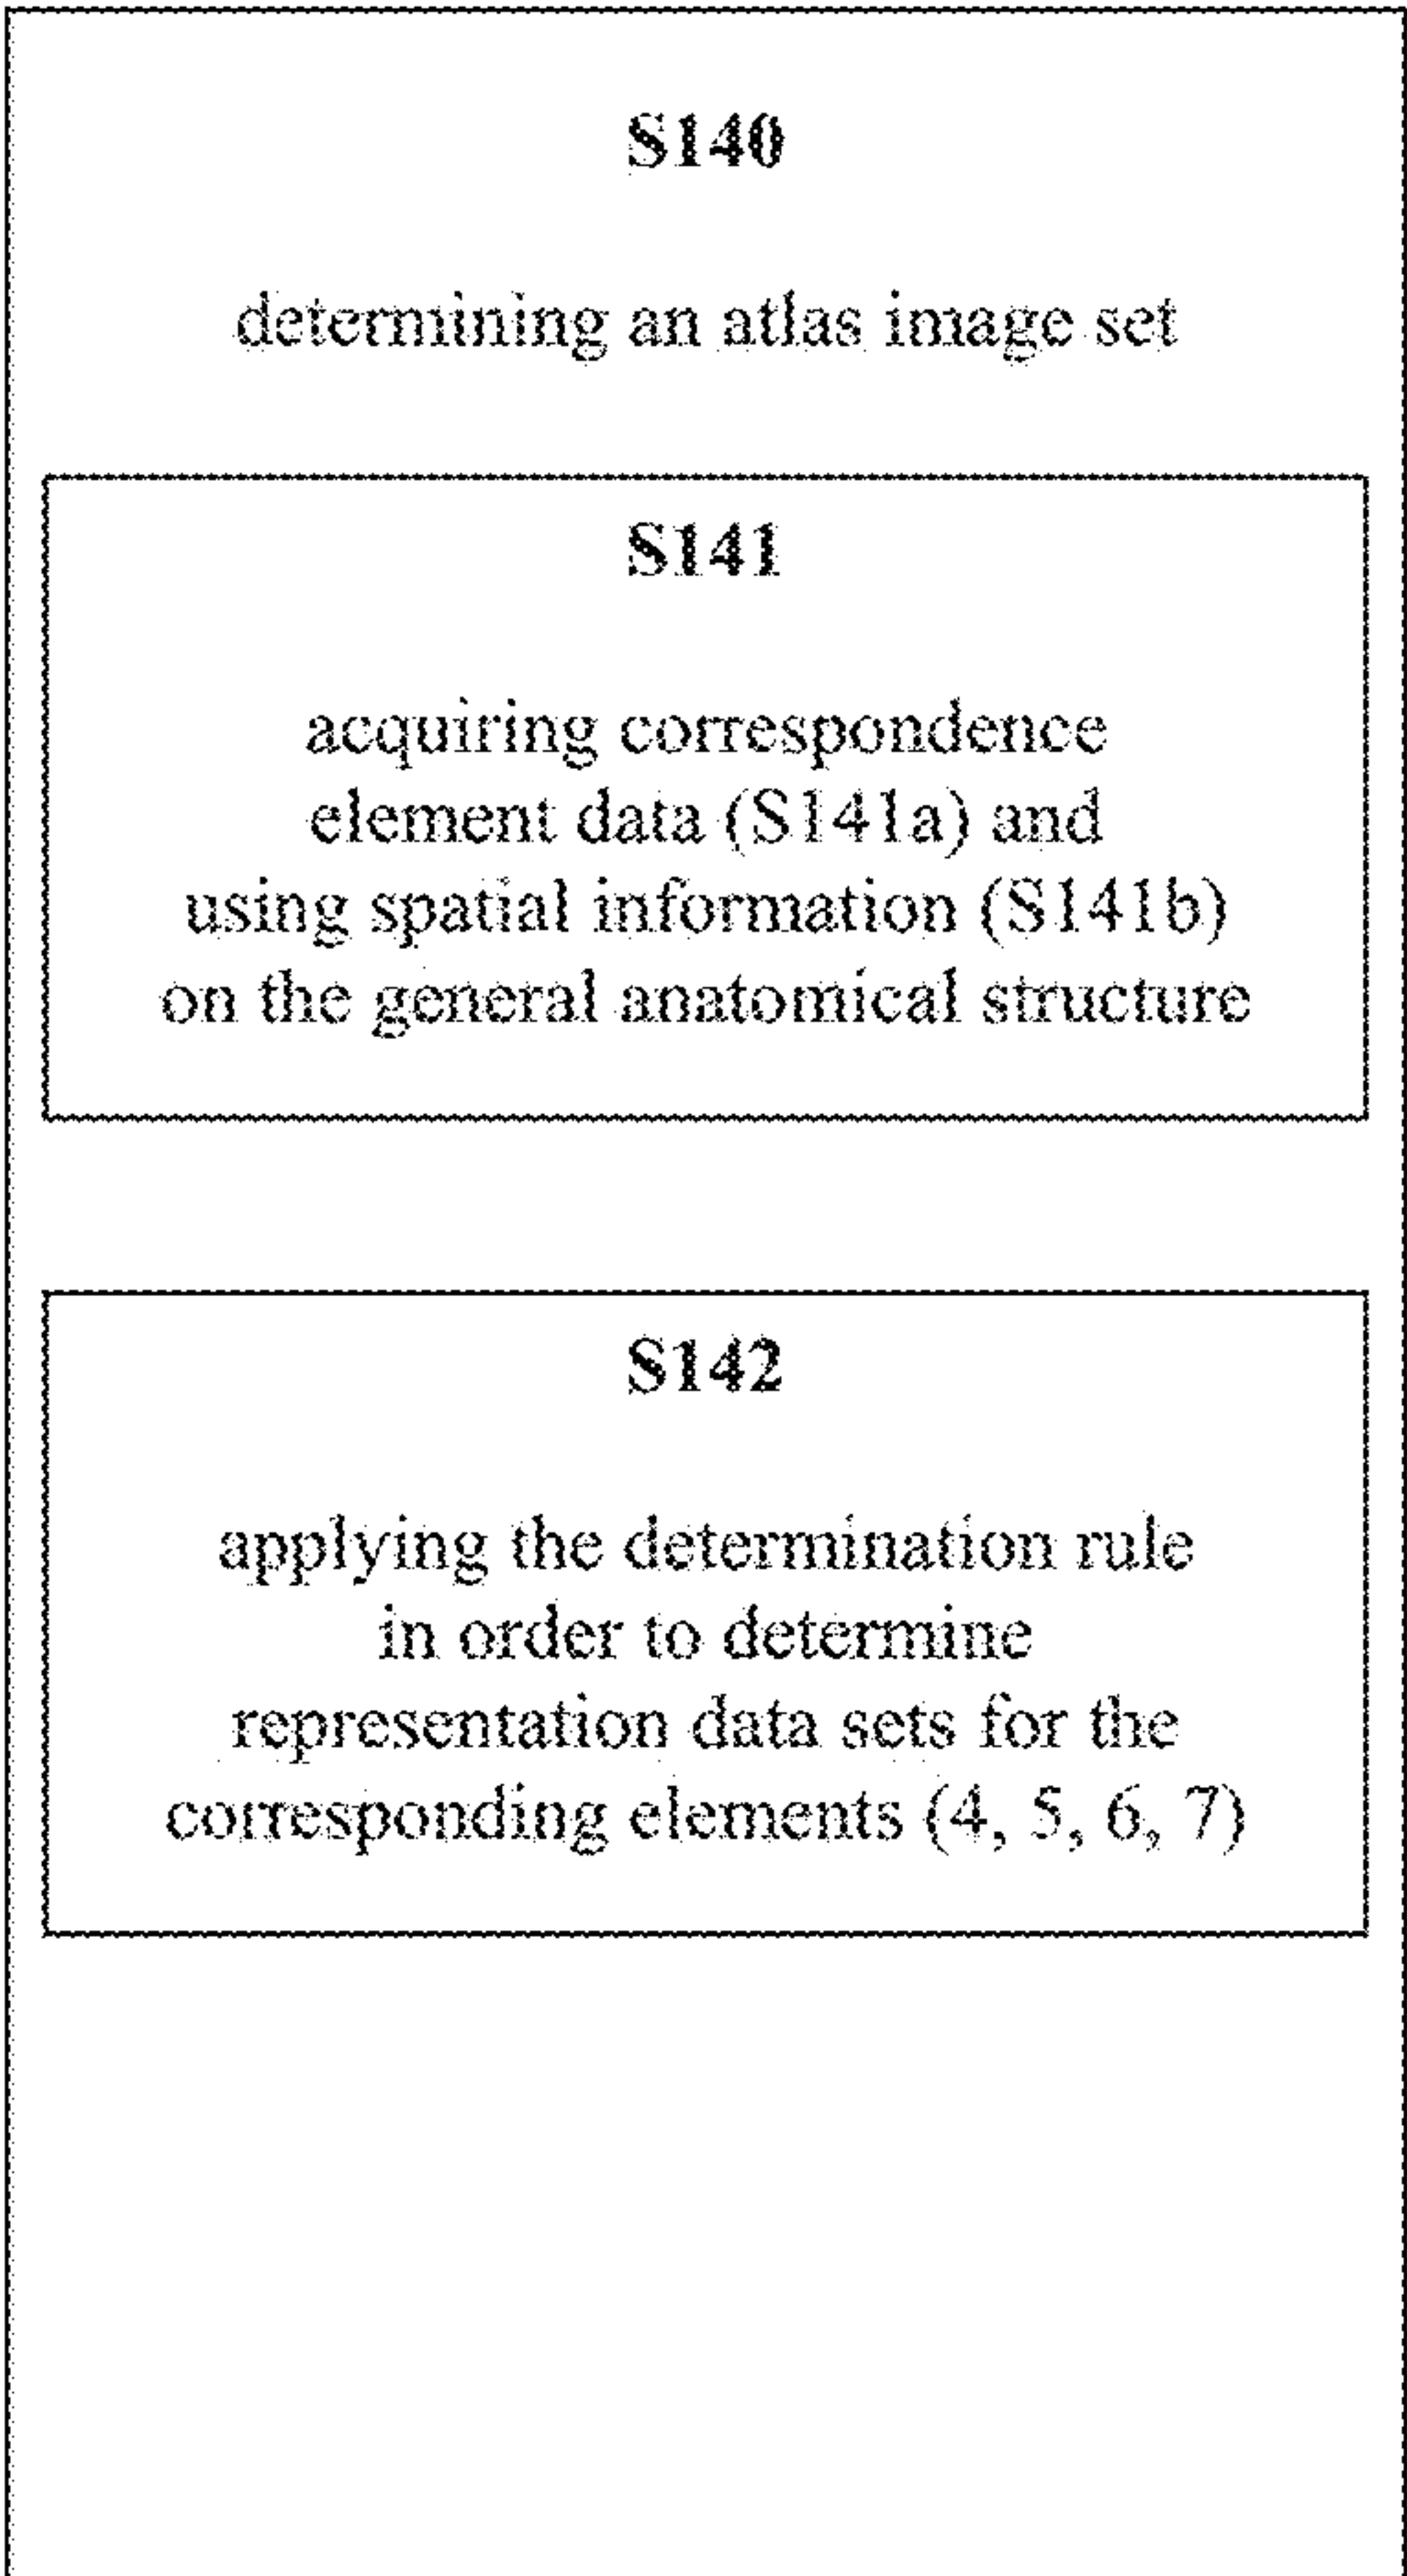 S140
determining an atlas image set
S141
acquiring correspondence
element data (S141a) and
using spatial information (S141b)
on the general anatomical structure
S142
applying the determination rule
in order to determine
representation data sets for the
corresponding elements (4, 5, 6, 7)